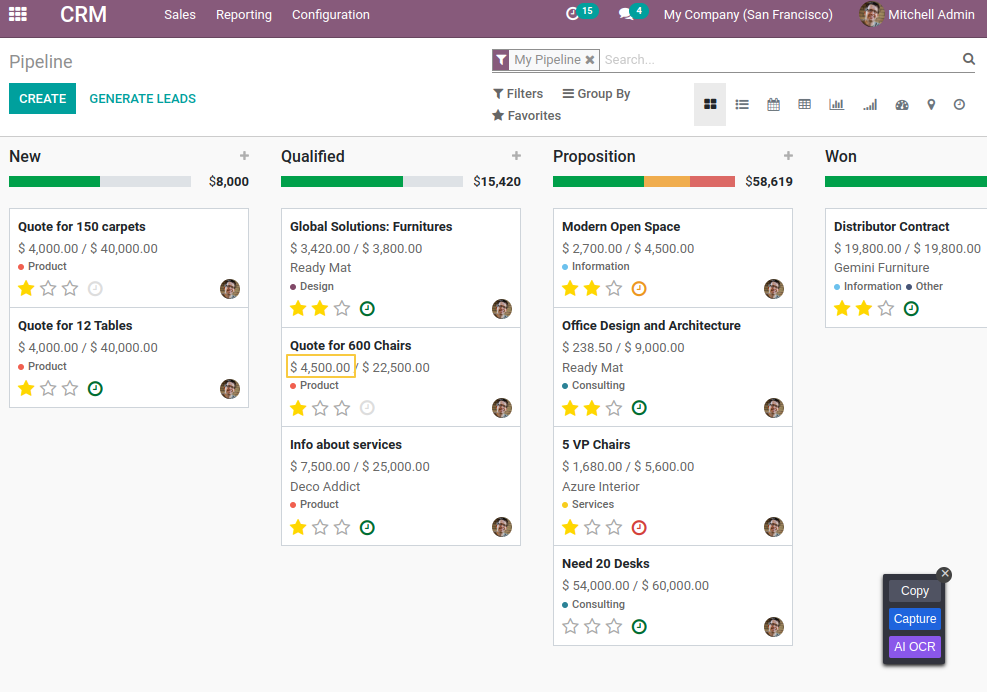 CRM Sales Reporting Configuration 15 4 My Company (San Francisco) Mitchell Admin
Pipeline
My Pipeline Search...
CREATE GENERATE LEADS
Filters Group By
Favorites
New
$8,000
Quote for 150 carpets
$ 4,000.00 / $ 40,000.00
Product
Quote for 12 Tables
$ 4,000.00 / $ 40,000.00
Product
Qualified
$15,420
Global Solutions: Furnitures
$ 3,420.00 / $ 3,800.00
Ready Mat
Design
Quote for 600 Chairs
$ 4,500.00 / $ 22,500.00
Product
Info about services
$ 7,500.00 / $ 25,000.00
Deco Addict
Product
Proposition
$58,619
Modern Open Space
$ 2,700.00 / $ 4,500.00
Information
Office Design and Architecture
$ 238.50 / $ 9,000.00
Ready Mat
Consulting
5 VP Chairs
$ 1,680.00 / $ 5,600.00
Azure Interior
Services
Need 20 Desks
$ 54,000.00 / $ 60,000.00
Consulting
Won
Distributor Contract
$ 19,800.00 / $ 19,800.00
Gemini Furniture
Information Other
Copy
Capture
AI OCR